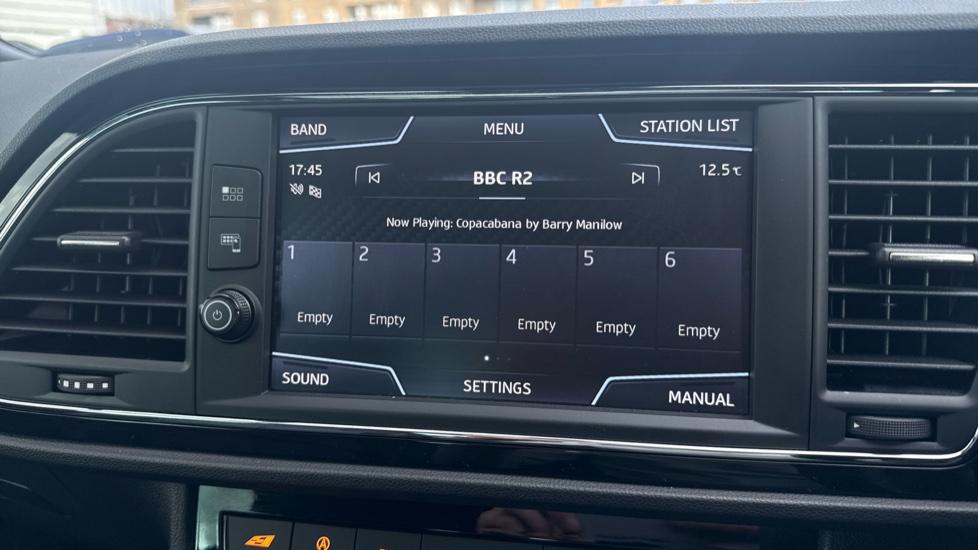 BAND MENU STATION LIST
17:45 BBC R2 12.5℃
Now Playing: Copacabana by Barry Manilow
1 2 3 4 5 6
Empty Empty Empty Empty Empty Empty
SOUND SETTINGS MANUAL
A